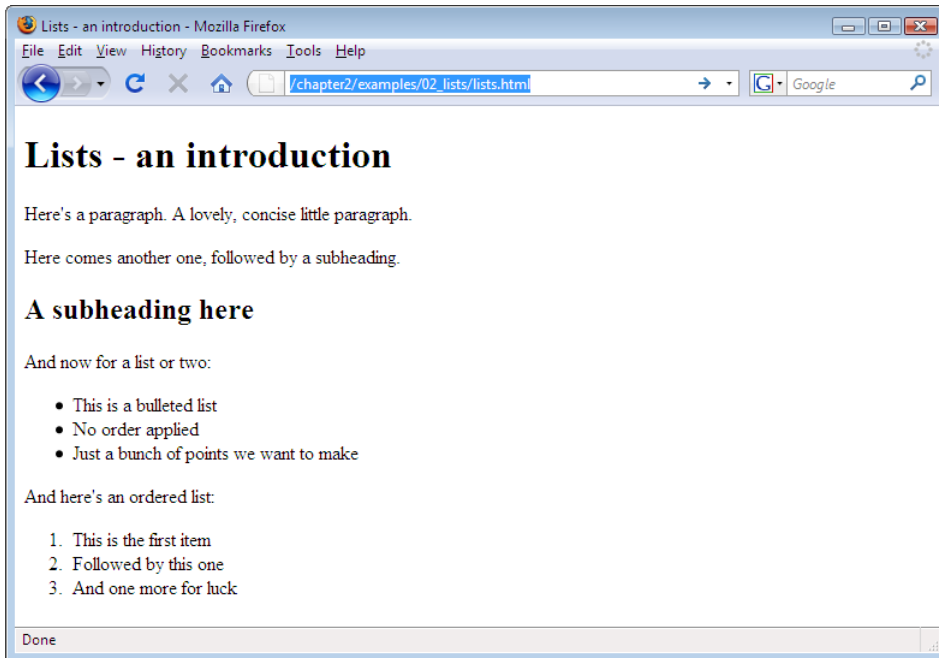 Lists - an introduction - Mozilla Firefox
File Edit View History Bookmarks Tools Help
/chapter2/examples/02_lists/lists.html G Google
Lists - an introduction
Here's a paragraph. A lovely, concise little paragraph.
Here comes another one, followed by a subheading.
A subheading here
And now for a list or two:
• This is a bulleted list
• No order applied
• Just a bunch of points we want to make
And here's an ordered list:
1. This is the first item
2. Followed by this one
3. And one more for luck
Done